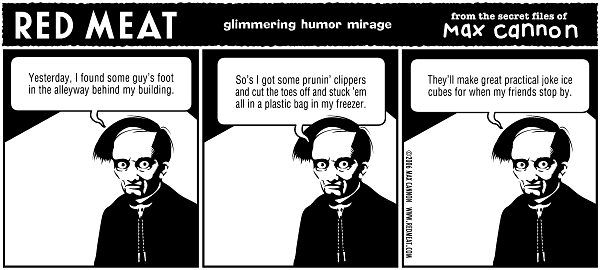 RED MEAT
glimmering humor mirage
from the secret files of
Max cannon
Yesterday, I found some guy's foot
in the alleyway behind my building.
So's I got some prunin' clippers
and cut the toes off and stuck 'em
all in a plastic bag in my freezer.
They'll make great practical joke ice
cubes for when my friends stop by.
©2006 MAX CANNON WWW.REDMEAT.COM